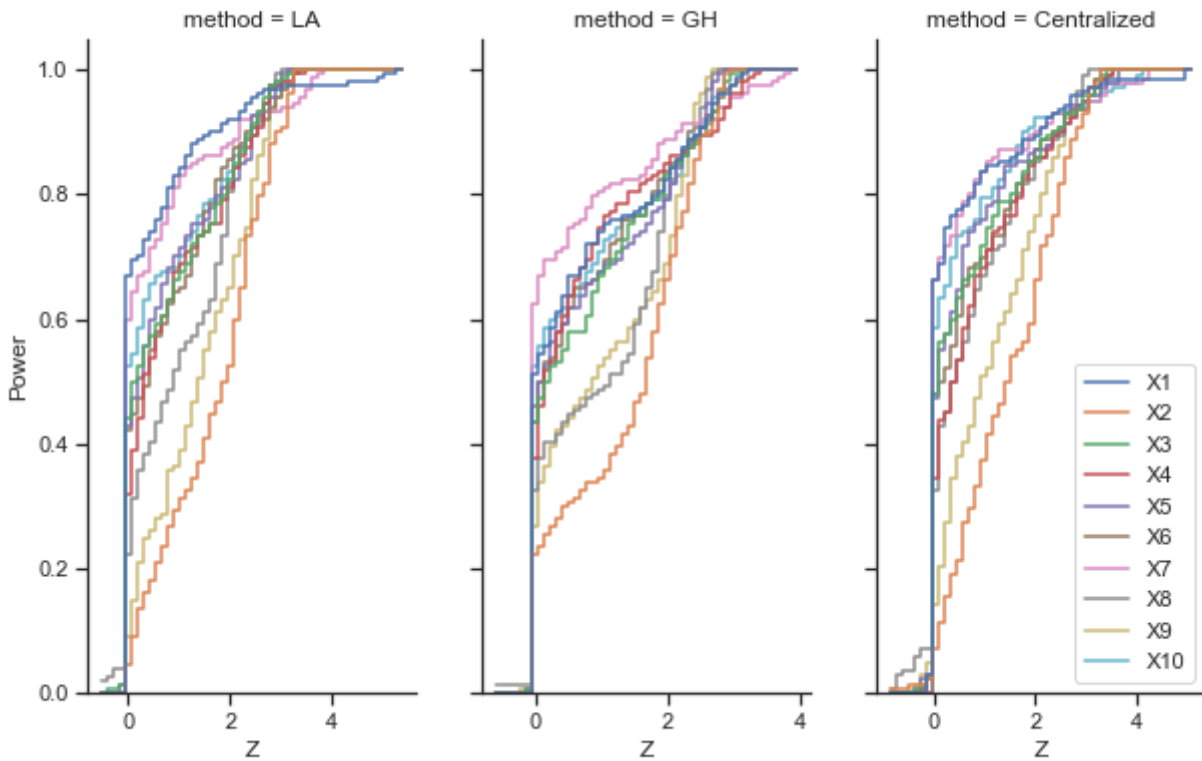 method = LA
method = GH
method = Centralized
Power
1.0
0.8
0.6
0.4
0.2
0.0
0
2
4
Z
0
2
4
Z
0
2
4
Z
X1
X2
X3
X4
X5
X6
X7
X8
X9
X10